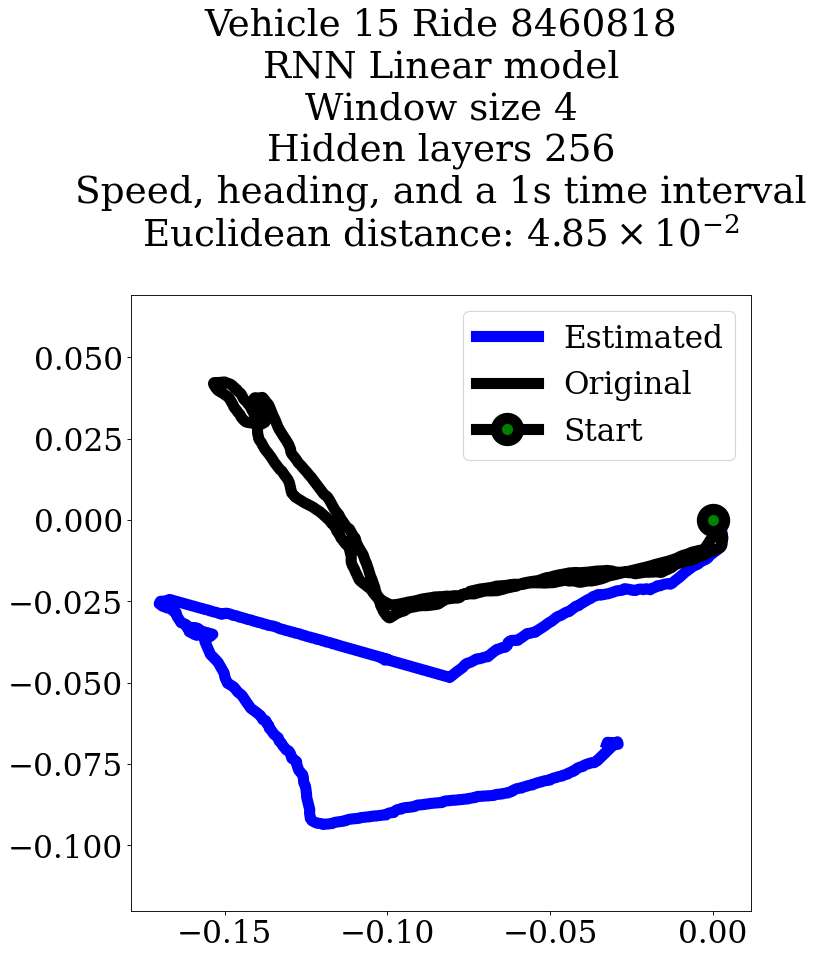 Vehicle 15 Ride 8460818
RNN Linear model
Window size 4
Hidden layers 256
Speed, heading, and a 1s time interval
Euclidean distance: 4.85 × 10⁻²
Estimated
Original
Start
0.050
0.025
0.000
−0.025
−0.050
−0.075
−0.100
−0.15
−0.10
−0.05
0.00